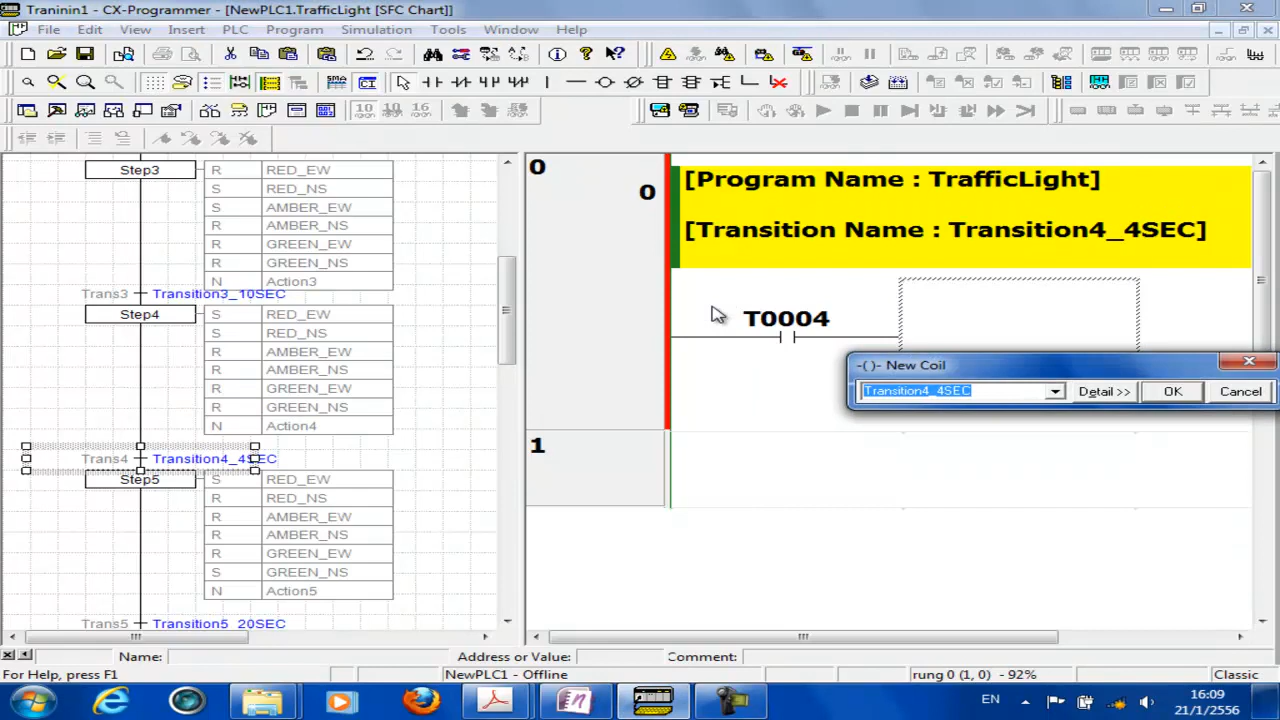 Traninin1 - CX-Programmer - [NewPLC1.TrafficLight [SFC Chart]]
File Edit View Insert PLC Program Simulation Tools Window Help
Step3
R RED_EW
S RED_NS
S AMBER_EW
R AMBER_NS
R GREEN_EW
R GREEN_NS
N Action3
Trans3 Transition3_10SEC
Step4
S RED_EW
S RED_NS
R AMBER_EW
R AMBER_NS
R GREEN_EW
R GREEN_NS
N Action4
Trans4 Transition4_4SEC
Step5
S RED_EW
R RED_NS
R AMBER_EW
R AMBER_NS
R GREEN_EW
S GREEN_NS
N Action5
Trans5 Transition5_20SEC
0
0
[Program Name : TrafficLight]
[Transition Name : Transition4_4SEC]
T0004
-( )- New Coil
Transition4_4SEC Detail >> OK Cancel
1
Name: Address or Value: Comment:
For Help, press F1 NewPLC1 - Offline rung 0 (1, 0) - 92% Classic
EN 16:09
21/1/2556